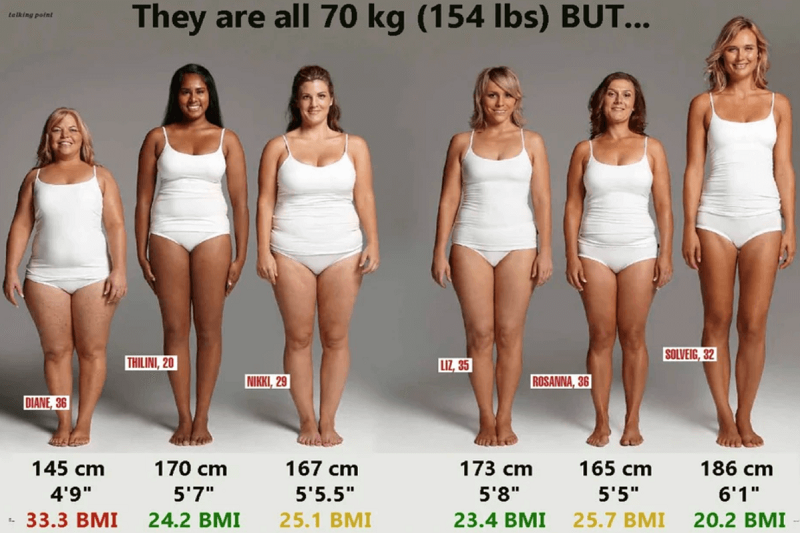 talking point
They are all 70 kg (154 lbs) BUT...
DIANE, 36
THILINI, 20
NIKKI, 29
LIZ, 35
ROSANNA, 36
SOLVEIG, 32
145 cm 170 cm 167 cm 173 cm 165 cm 186 cm
4'9" 5'7" 5'5.5" 5'8" 5'5" 6'1"
33.3 BMI 24.2 BMI 25.1 BMI 23.4 BMI 25.7 BMI 20.2 BMI